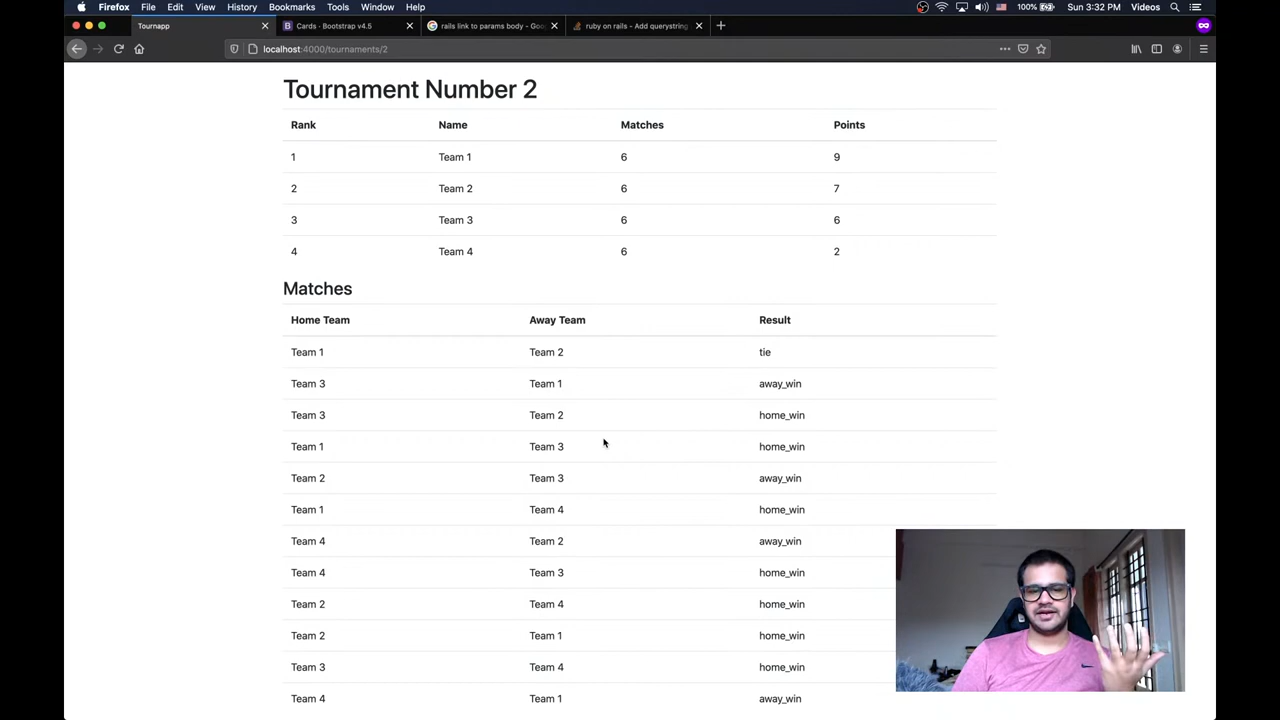 Firefox File Edit View History Bookmarks Tools Window Help 100% Sun 3:32 PM Videos
Tournapp Cards · Bootstrap v4.5 rails link to params body - Goo ruby on rails - Add querystring
localhost:4000/tournaments/2
Tournament Number 2
Rank Name Matches Points
1 Team 1 6 9
2 Team 2 6 7
3 Team 3 6 6
4 Team 4 6 2
Matches
Home Team Away Team Result
Team 1 Team 2 tie
Team 3 Team 1 away_win
Team 3 Team 2 home_win
Team 1 Team 3 home_win
Team 2 Team 3 away_win
Team 1 Team 4 home_win
Team 4 Team 2 away_win
Team 4 Team 3 home_win
Team 2 Team 4 home_win
Team 2 Team 1 home_win
Team 3 Team 4 home_win
Team 4 Team 1 away_win